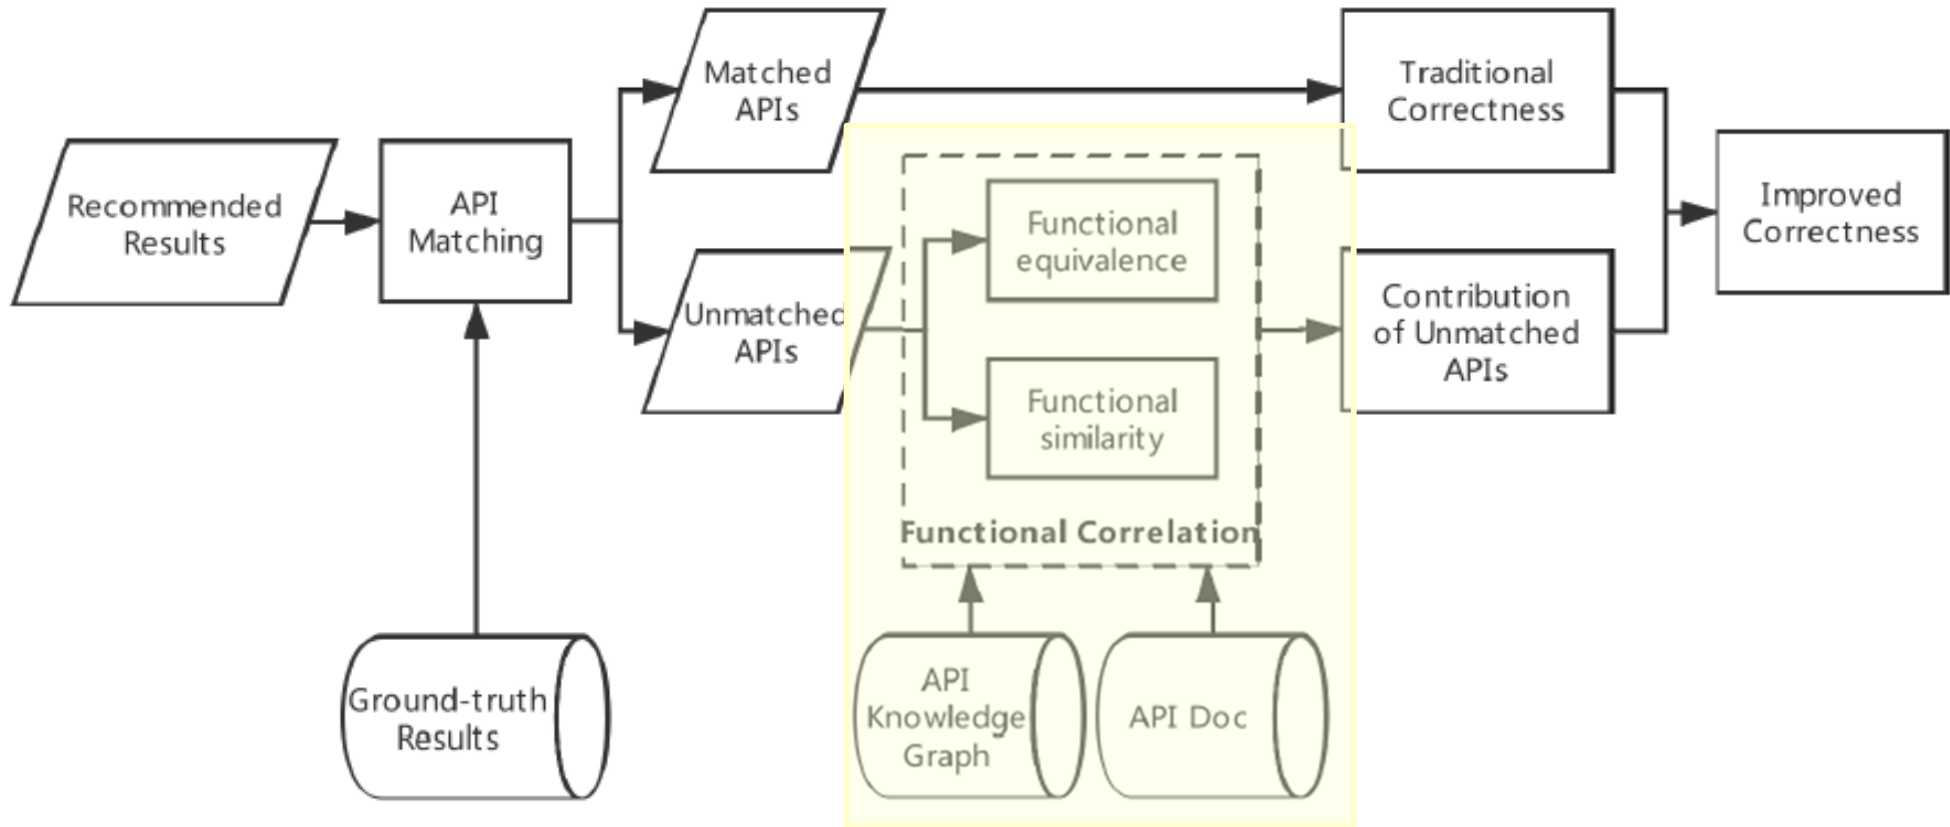 Matched
APIs
Traditional
Correctness
Recommended
Results
API
Matching
Improved
Correctness
Functional
equivalence
Unmatched
APIs
Contribution
of Unmatched
APIs
Functional
similarity
Functional Correlation
Ground-truth
Results
API
Knowledge
Graph
API Doc